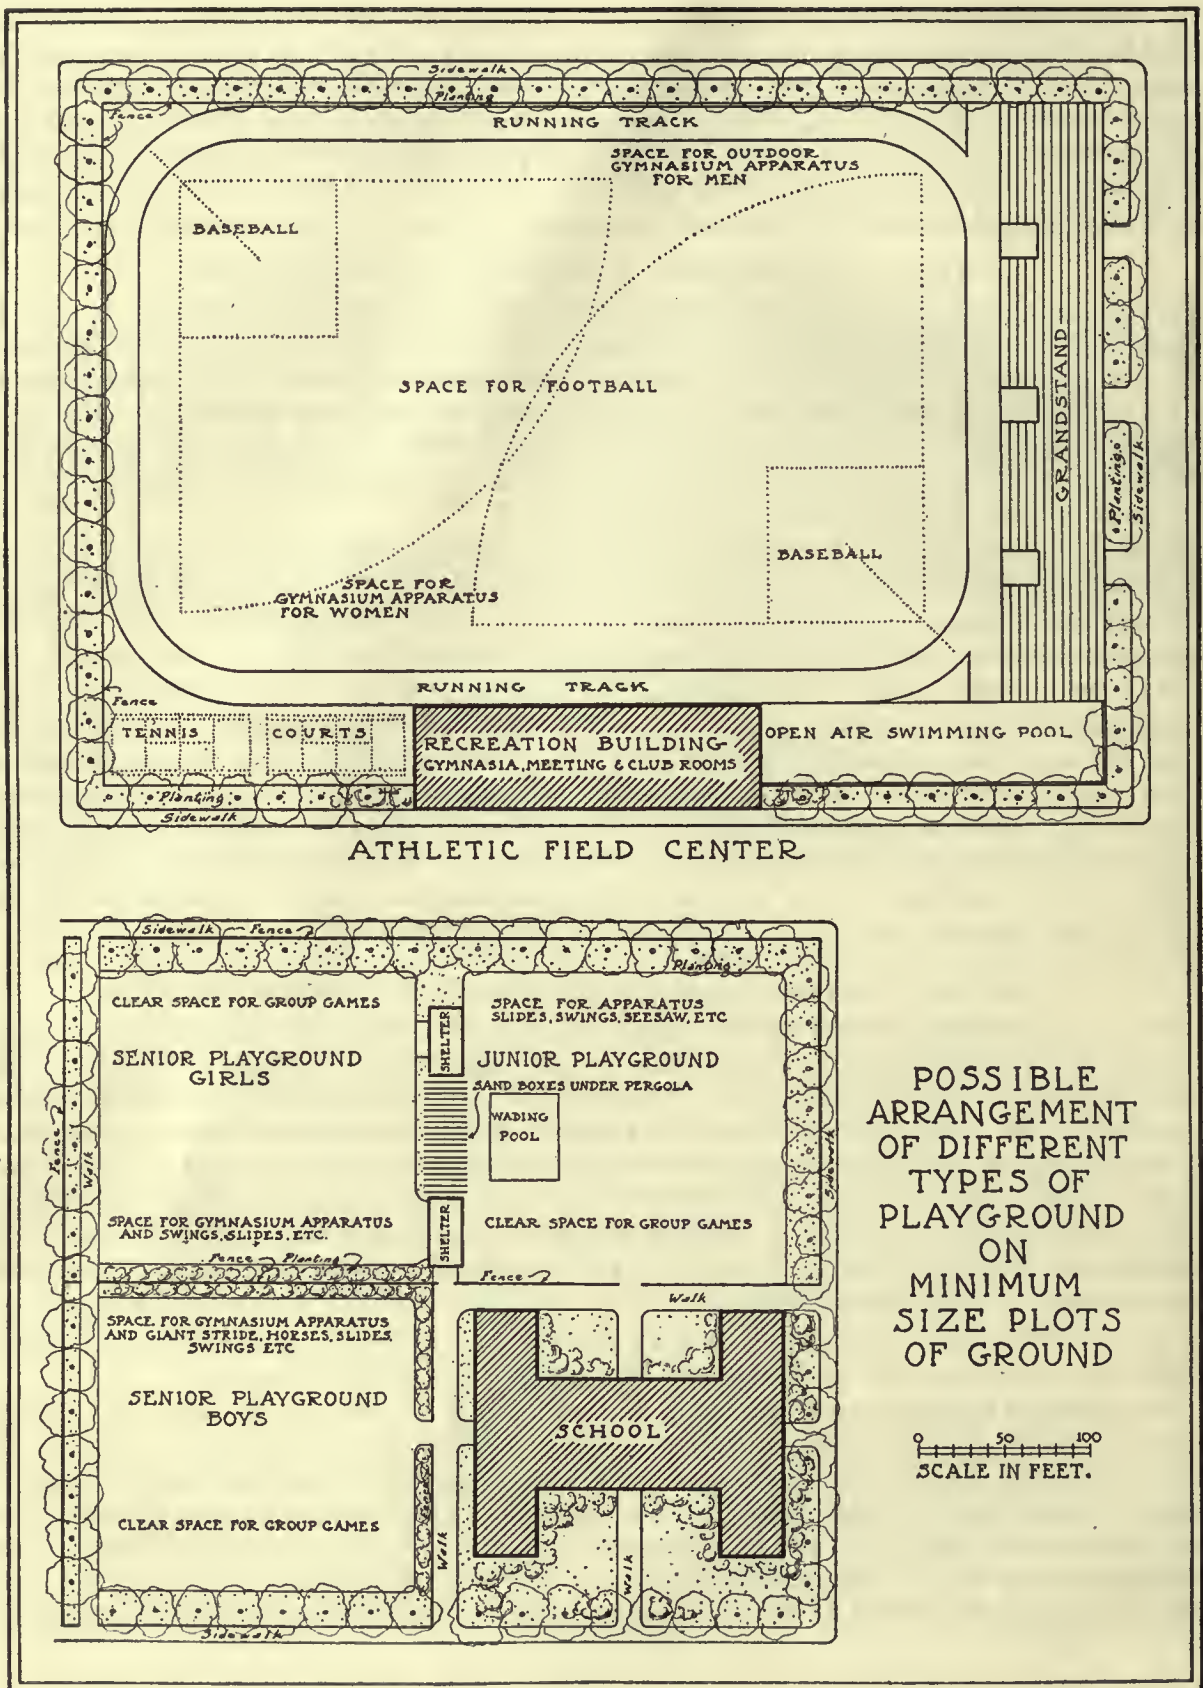 Sidewalk
Planting
Fence
RUNNING TRACK
SPACE FOR OUTDOOR
GYMNASIUM APPARATUS
FOR MEN
BASEBALL
SPACE FOR FOOTBALL
GRANDSTAND
Planting
Sidewalk
BASEBALL
SPACE FOR
GYMNASIUM APPARATUS
FOR WOMEN
RUNNING TRACK
Fence
TENNIS COURTS
RECREATION BUILDING-
GYMNASIA, MEETING & CLUB ROOMS
OPEN AIR SWIMMING POOL
Planting
Sidewalk
ATHLETIC FIELD CENTER
Sidewalk Fence
Planting
CLEAR SPACE FOR GROUP GAMES
SENIOR PLAYGROUND
GIRLS
SHELTER
SPACE FOR APPARATUS
SLIDES, SWINGS, SEESAW, ETC
JUNIOR PLAYGROUND
SAND BOXES UNDER PERGOLA
WADING
POOL
Fence
Walk
Sidewalk
SPACE FOR GYMNASIUM APPARATUS
AND SWINGS, SLIDES, ETC.
SHELTER
CLEAR SPACE FOR GROUP GAMES
Fence Planting
Fence
Walk
SPACE FOR GYMNASIUM APPARATUS
AND GIANT STRIDE, HORSES, SLIDES,
SWINGS ETC
SENIOR PLAYGROUND
BOYS
SCHOOL
CLEAR SPACE FOR GROUP GAMES
Walk
Walk
Sidewalk
POSSIBLE
ARRANGEMENT
OF DIFFERENT
TYPES OF
PLAYGROUND
ON
MINIMUM
SIZE PLOTS
OF GROUND
0 50 100
SCALE IN FEET.